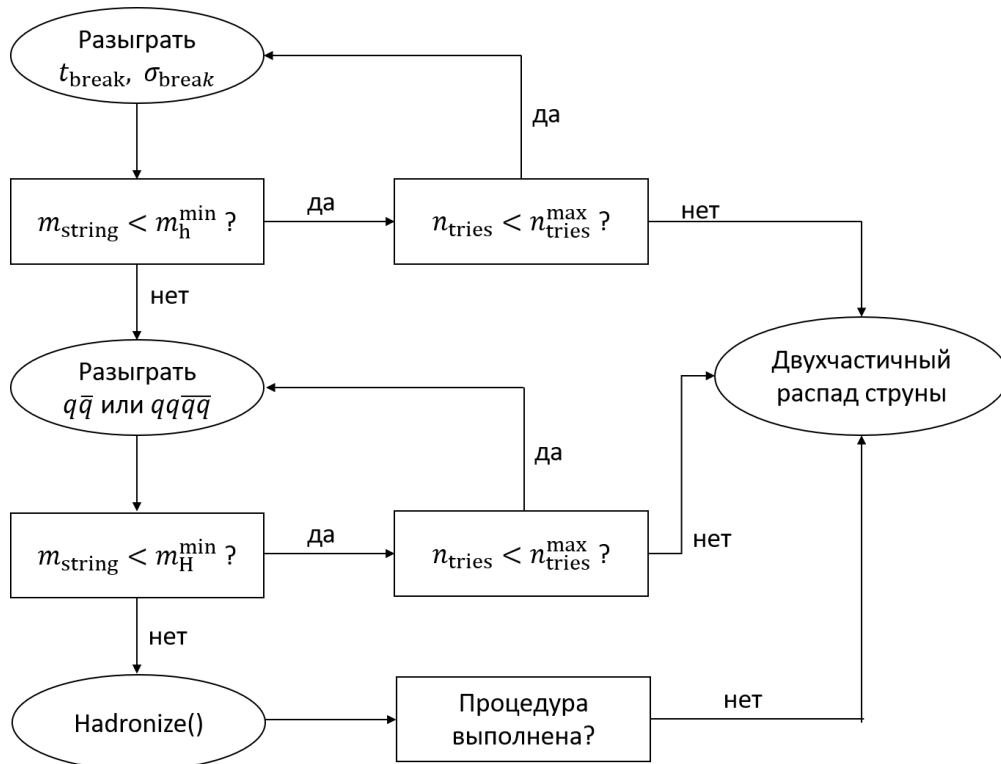 Разыграть
t_break, σ_break
да
m_string < m_h^min ?
да
n_tries < n_tries^max ?
нет
нет
Разыграть
qq̅ или qqq̅q̅
Двухчастичный
распад струны
да
m_string < m_H^min ?
да
n_tries < n_tries^max ?
нет
нет
Hadronize()
Процедура
выполнена?
нет